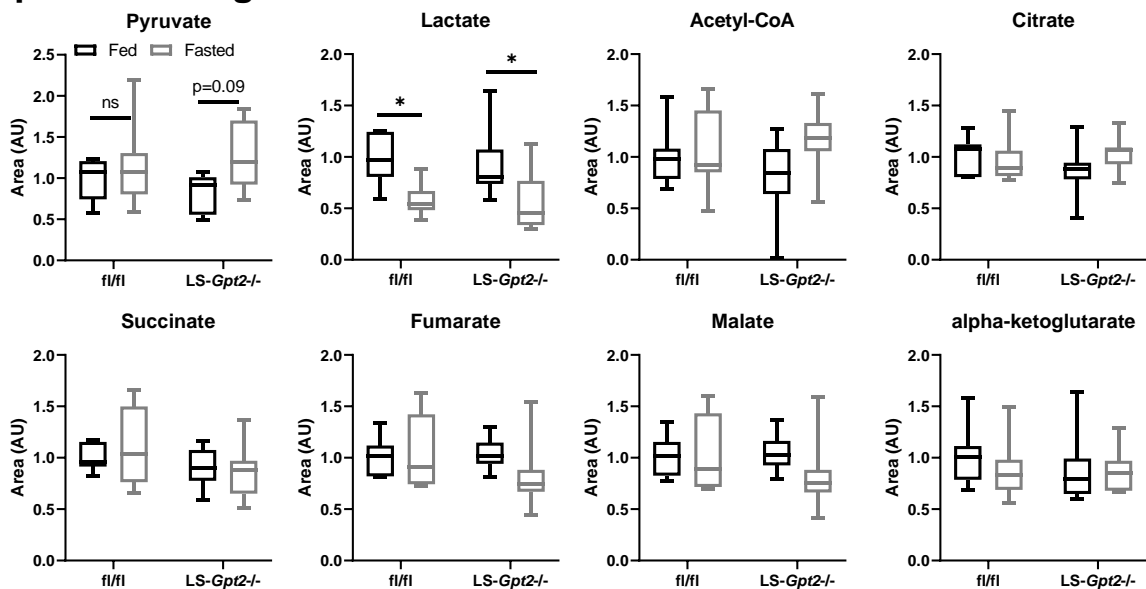 Pyruvate
Lactate
Acetyl-CoA
Citrate
Fed Fasted
2.5
2.0
1.5
1.0
0.5
0.0
Area (AU)
ns
p=0.09
fl/fl
LS-Gpt2-/-
2.0
1.5
1.0
0.5
0.0
Area (AU)
*
*
fl/fl
LS-Gpt2-/-
2.0
1.5
1.0
0.5
0.0
Area (AU)
fl/fl
LS-Gpt2-/-
2.0
1.5
1.0
0.5
0.0
Area (AU)
fl/fl
LS-Gpt2-/-
Succinate
Fumarate
Malate
alpha-ketoglutarate
2.0
1.5
1.0
0.5
0.0
Area (AU)
fl/fl
LS-Gpt2-/-
2.0
1.5
1.0
0.5
0.0
Area (AU)
fl/fl
LS-Gpt2-/-
2.0
1.5
1.0
0.5
0.0
Area (AU)
fl/fl
LS-Gpt2-/-
2.0
1.5
1.0
0.5
0.0
Area (AU)
fl/fl
LS-Gpt2-/-